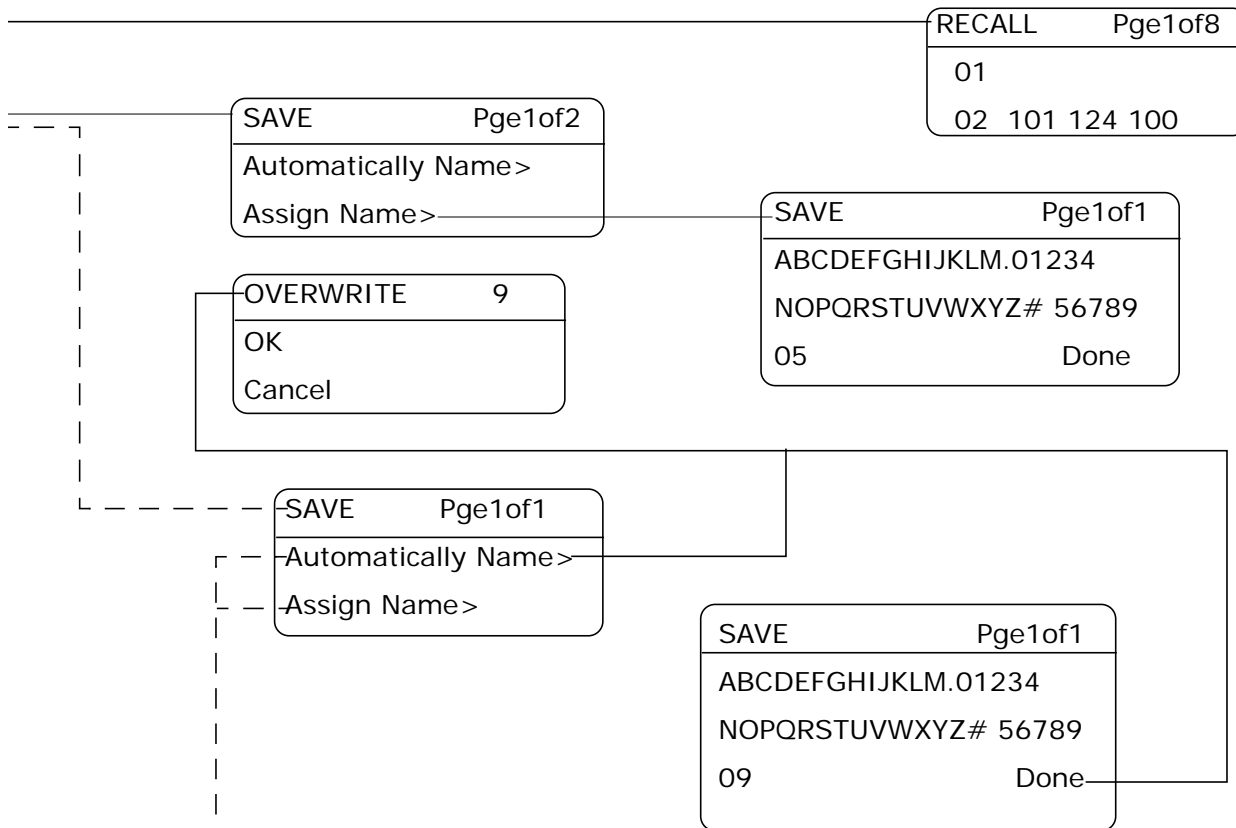 RECALL Pge1of8
01
02 101 124 100
SAVE Pge1of2
Automatically Name>
Assign Name>
SAVE Pge1of1
ABCDEFGHIJKLM.01234
NOPQRSTUVWXYZ# 56789
05 Done
OVERWRITE 9
OK
Cancel
SAVE Pge1of1
Automatically Name>
Assign Name>
SAVE Pge1of1
ABCDEFGHIJKLM.01234
NOPQRSTUVWXYZ# 56789
09 Done